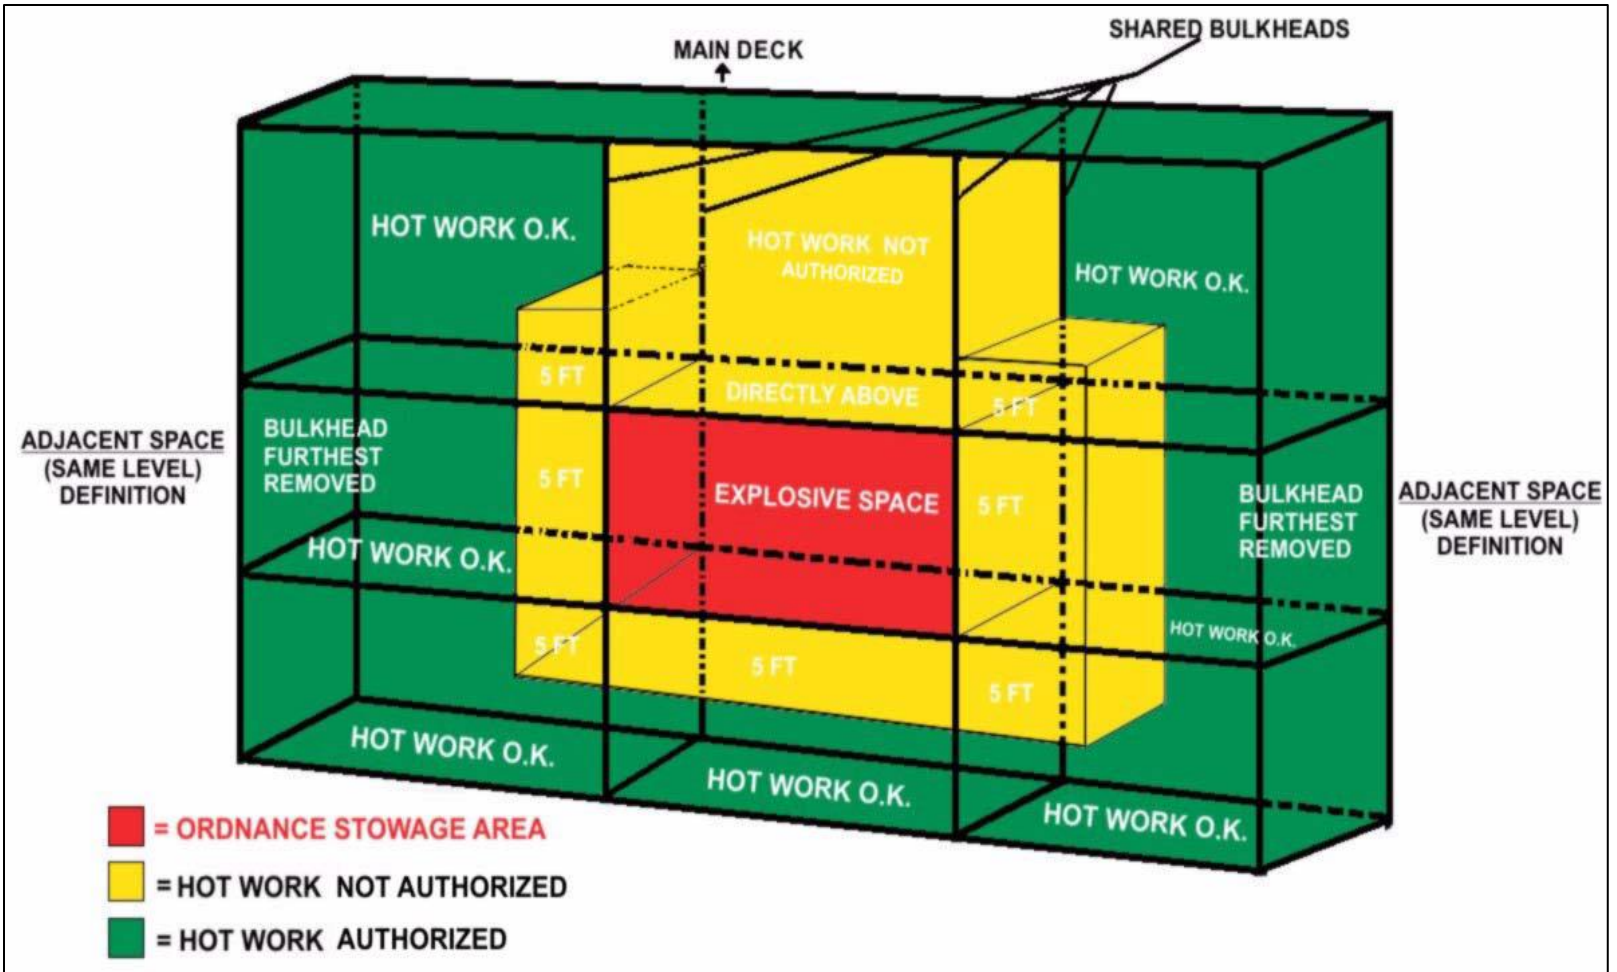 SHARED BULKHEADS
MAIN DECK
HOT WORK O.K.
HOT WORK NOT
AUTHORIZED
HOT WORK O.K.
5 FT
DIRECTLY ABOVE
5 FT
ADJACENT SPACE
(SAME LEVEL)
DEFINITION
BULKHEAD
FURTHEST
REMOVED
5 FT
EXPLOSIVE SPACE
5 FT
BULKHEAD
FURTHEST
REMOVED
ADJACENT SPACE
(SAME LEVEL)
DEFINITION
HOT WORK O.K.
HOT WORK O.K.
5 FT
5 FT
5 FT
HOT WORK O.K.
HOT WORK O.K.
HOT WORK O.K.
= ORDNANCE STOWAGE AREA
= HOT WORK NOT AUTHORIZED
= HOT WORK AUTHORIZED